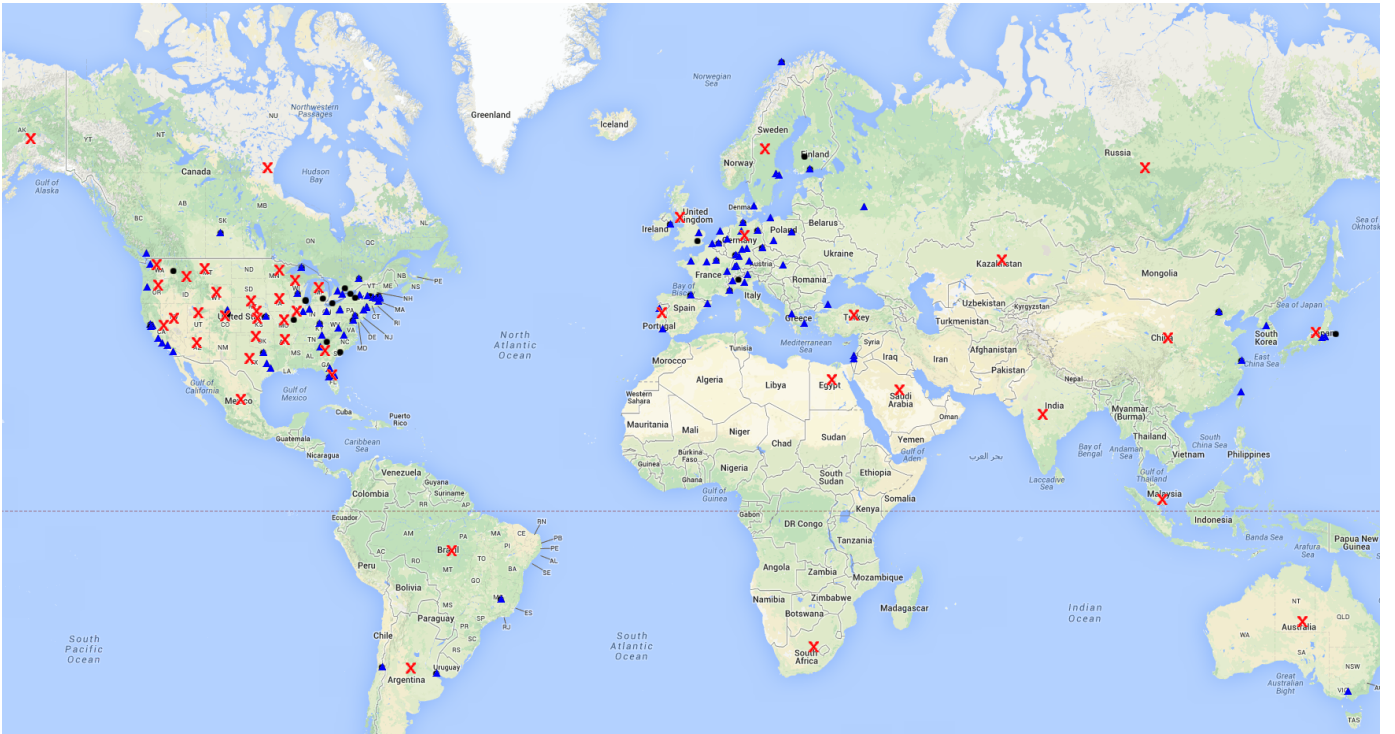 Greenland
Norwegian
Sea
Iceland
Sweden
Finland
Norway
Russia
AK
YT
NT
NU
Northwestern
Passages
Canada
Hudson
Bay
Gulf of
Alaska
BC
AB
SK
MB
ON
QC
NL
Sea of
Okhotsk
United
Kingdom
Ireland
Denmark
Belarus
Poland
Germany
Ukraine
Kazakhstan
Mongolia
NB
PE
NS
VT
ME
NH
MA
CT
RI
PA
NJ
DE
MD
WA
MT
ND
MN
OR
ID
SD
WY
WI
MI
United States
UT
CO
KS
MO
CA
WV
VA
NC
TN
OK
NM
MS
AL
GA
LA
France
Austria
Romania
Bay of
Biscay
Italy
Spain
Portugal
Greece
Turkey
Uzbekistan
Kyrgyzstan
Turkmenistan
Sea of Japan
South
Korea
Japan
China
East
China Sea
North
Atlantic
Ocean
Mediterranean
Sea
Syria
Iraq
Iran
Afghanistan
Pakistan
Nepal
Tunisia
Morocco
Algeria
Libya
Egypt
Saudi
Arabia
Oman
Yemen
Western
Sahara
Mauritania
Mali
Niger
Chad
Sudan
Gulf of
California
Gulf of
Mexico
Mexico
Cuba
Puerto
Rico
Guatemala
Caribbean
Sea
Nicaragua
India
Myanmar
(Burma)
Thailand
Vietnam
South
China Sea
Philippines
Bay of
Bengal
Andaman
Sea
Gulf of
Thailand
Laccadive
Sea
بحر العرب
Gulf of
Aden
Burkina
Faso
Guinea
Ghana
Nigeria
South
Sudan
Ethiopia
Somalia
Gulf of
Guinea
Gabon
Kenya
DR Congo
Tanzania
Malaysia
Indonesia
Banda Sea
Arafura
Sea
Papua New
Guinea
Venezuela
Guyana
Suriname
Colombia
Ecuador
RR
AP
AM
PA
MA
CE
RN
PB
PE
AL
SE
PI
AC
RO
TO
BA
Brazil
MT
GO
Peru
Bolivia
MS
ES
RJ
SP
PR
SC
RS
Paraguay
Chile
Uruguay
Argentina
Angola
Zambia
Mozambique
Namibia
Zimbabwe
Botswana
Madagascar
South
Africa
South
Pacific
Ocean
South
Atlantic
Ocean
Indian
Ocean
NT
QLD
WA
Australia
SA
NSW
Great
Australian
Bight
TAS